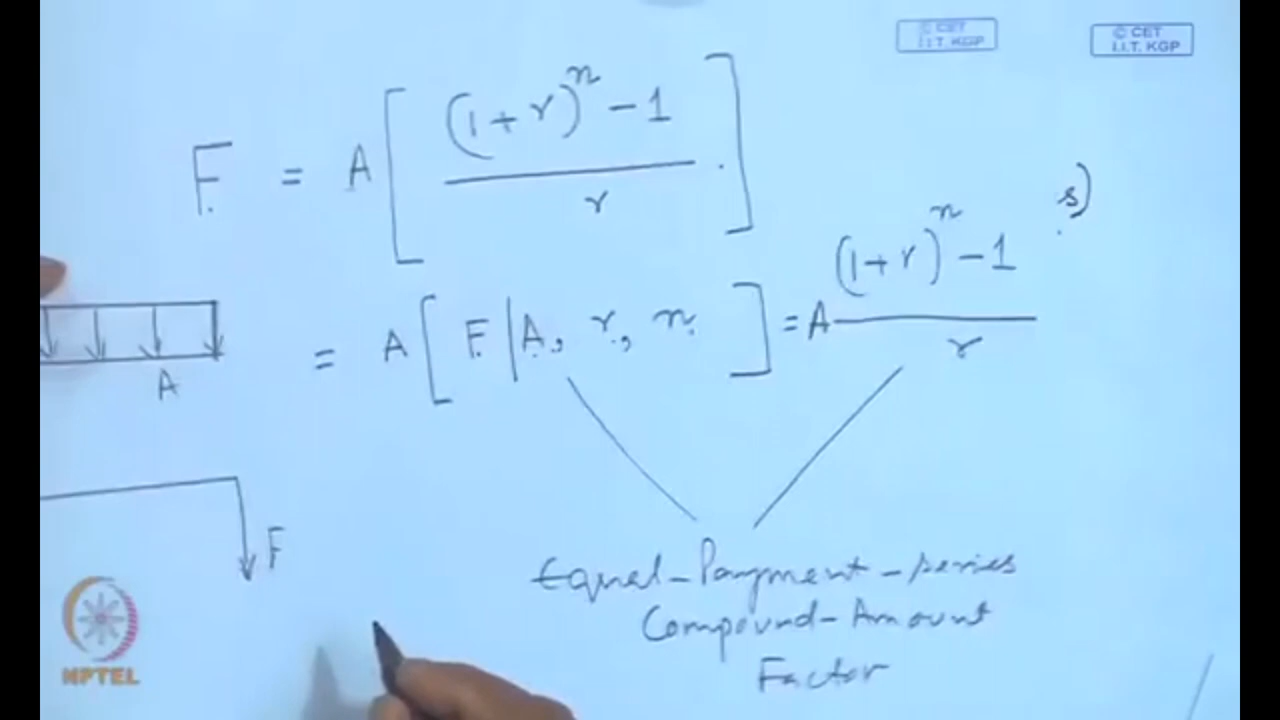 © CET
I.I.T. KGP
© CET
I.I.T. KGP
F = A[((1+r)^n - 1)/r]
s)
= A[F|A, r, n] = A ((1+r)^n - 1)/r
A
F
Equal-Payment-series
Compound-Amount
Factor
NPTEL